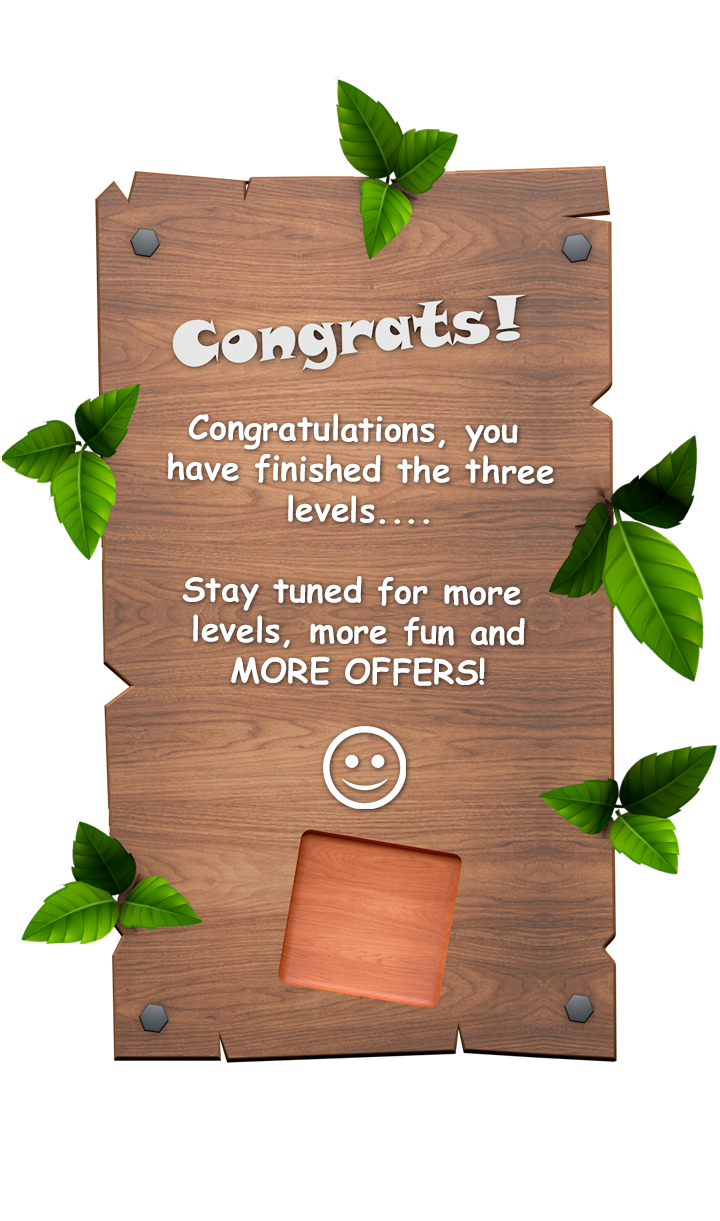 Congrats!
Congratulations, you
have finished the three
levels....
Stay tuned for more
levels, more fun and
MORE OFFERS!